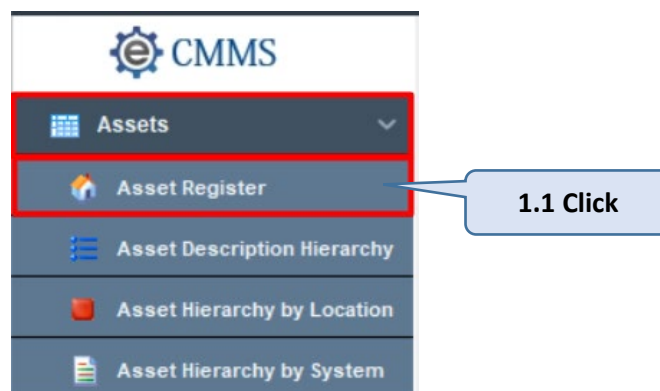 e CMMS
Assets
Asset Register
1.1 Click
Asset Description Hierarchy
Asset Hierarchy by Location
Asset Hierarchy by System